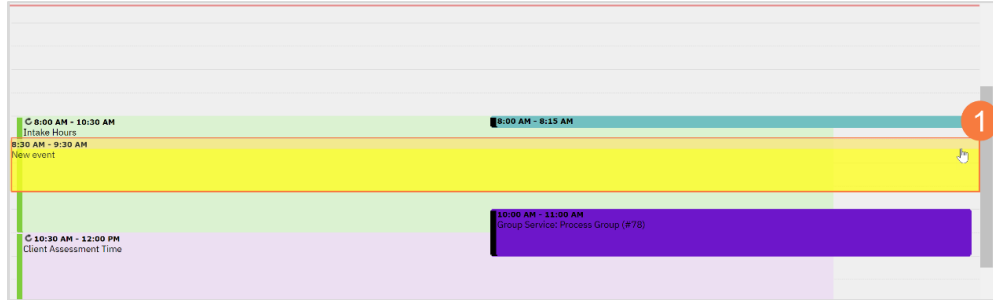 8:00 AM - 10:30 AM
Intake Hours
8:00 AM - 8:15 AM
1
8:30 AM - 9:30 AM
New event
10:00 AM - 11:00 AM
Group Service: Process Group (#78)
10:30 AM - 12:00 PM
Client Assessment Time